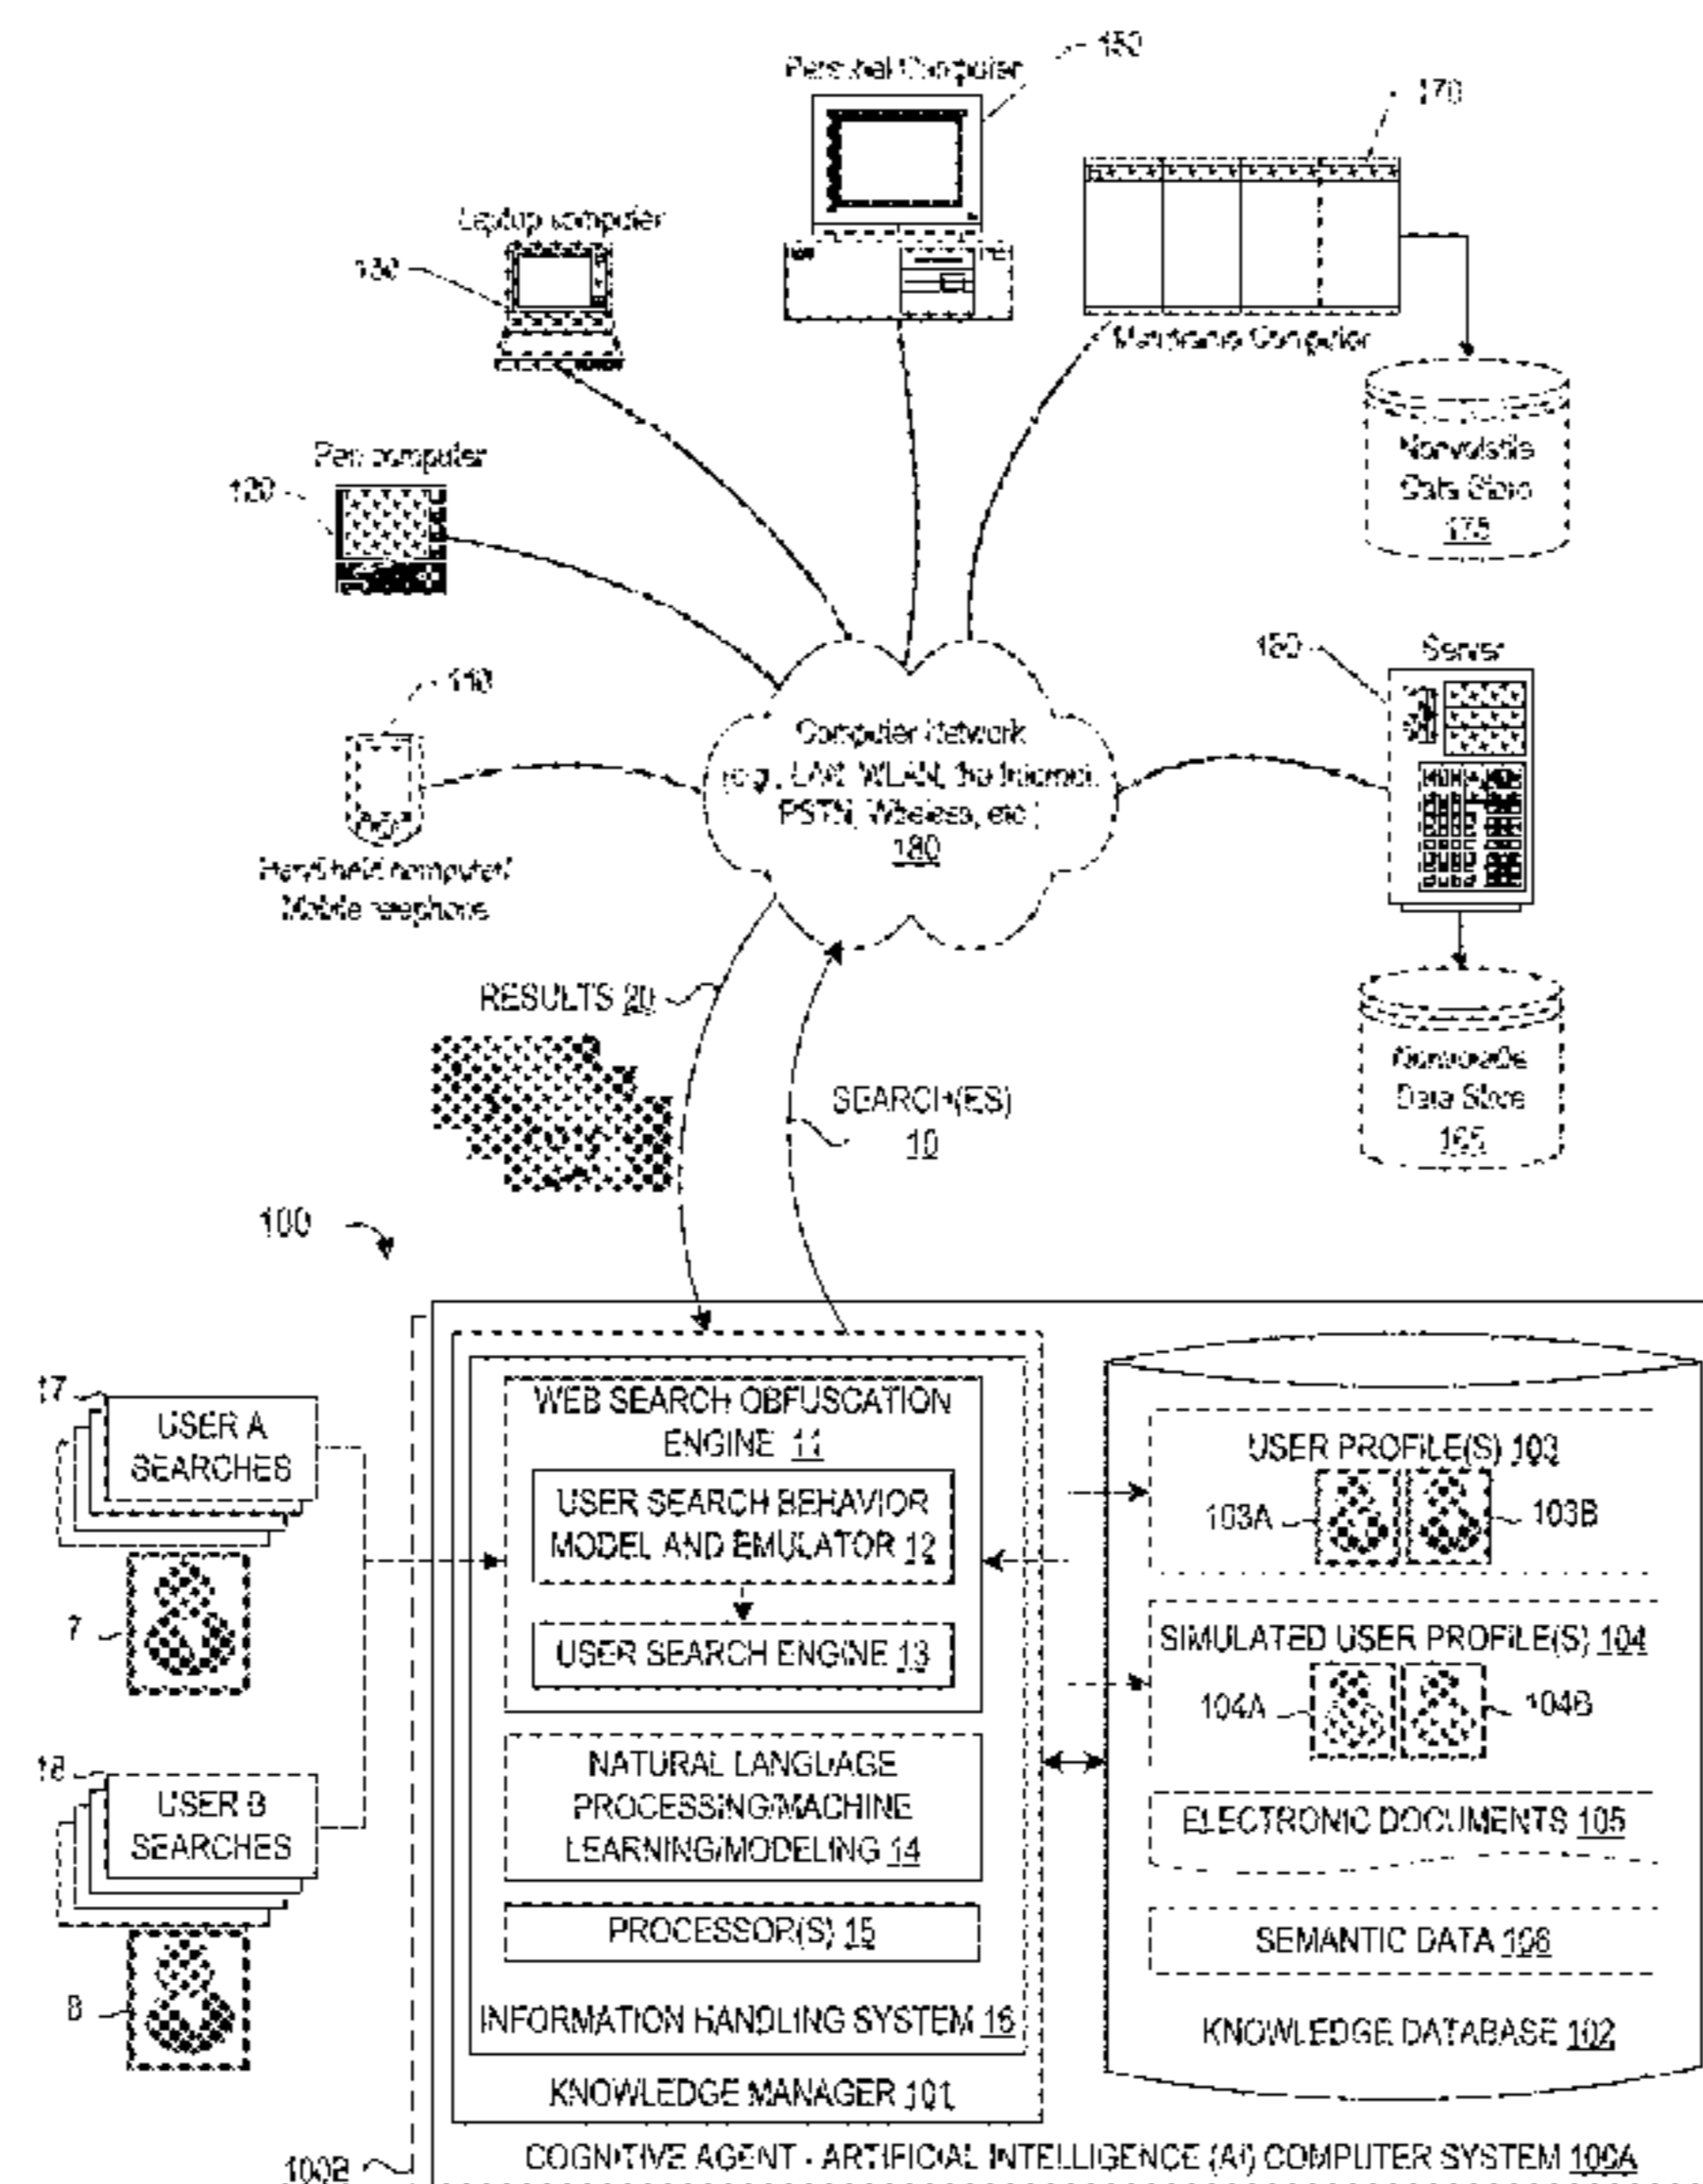 Personal Computer
170
Laptop computer
Mainframe Computer
Pen computer
Nonvolatile
Data Store
175
120
Server
110
Computer Network
(e.g., LAN, WLAN, the Internet,
PSTN, Wireless, etc.)
180
Handheld computer/
Mobile telephone
RESULTS 20
Nonvolatile
Data Store
165
SEARCH(ES)
10
100
17
USER A
SEARCHES
WEB SEARCH OBFUSCATION
ENGINE 11
USER PROFILE(S) 103
USER SEARCH BEHAVIOR
MODEL AND EMULATOR 12
103A
103B
7
USER SEARCH ENGINE 13
SIMULATED USER PROFILE(S) 104
104A
104B
18
USER B
SEARCHES
NATURAL LANGUAGE
PROCESSING/MACHINE
LEARNING/MODELING 14
ELECTRONIC DOCUMENTS 105
PROCESSOR(S) 15
SEMANTIC DATA 106
8
INFORMATION HANDLING SYSTEM 16
KNOWLEDGE DATABASE 102
KNOWLEDGE MANAGER 101
100B
COGNITIVE AGENT - ARTIFICIAL INTELLIGENCE (AI) COMPUTER SYSTEM 100A